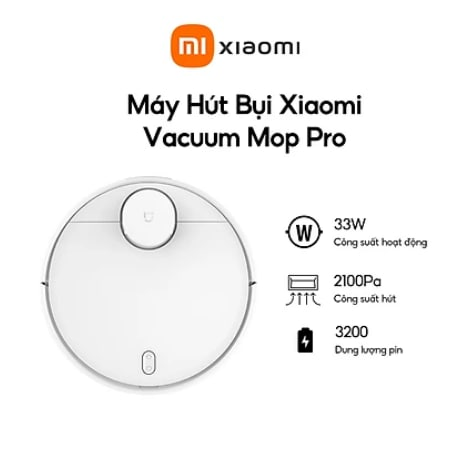 xiaomi
Máy Hút Bụi Xiaomi
Vacuum Mop Pro
W
33W
Công suất hoạt động
2100Pa
Công suất hút
3200
Dung lượng pin